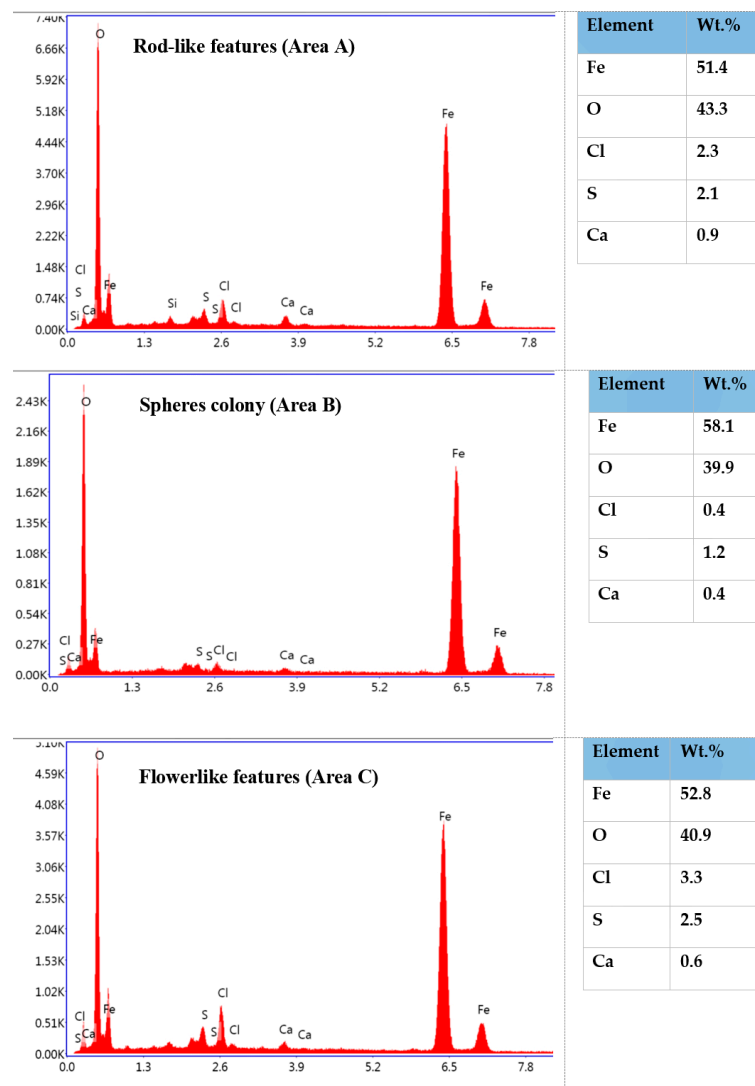 7.40K
O
Rod-like features (Area A)
6.66K
5.92K
5.18K
Fe
4.44K
3.70K
2.96K
2.22K
Cl
1.48K
S
Fe
Cl
Fe
0.74K
Si
Ca
Si
S
S
Cl
Ca
Ca
0.00K
0.0
1.3
2.6
3.9
5.2
6.5
7.8
Element Wt.%
Fe 51.4
O 43.3
Cl 2.3
S 2.1
Ca 0.9
2.43K
O
Spheres colony (Area B)
2.16K
1.89K
Fe
1.62K
1.35K
1.08K
0.81K
0.54K
Cl
Fe
Fe
0.27K
S
Ca
S
S
Cl
Cl
Ca
Ca
0.00K
0.0
1.3
2.6
3.9
5.2
6.5
7.8
Element Wt.%
Fe 58.1
O 39.9
Cl 0.4
S 1.2
Ca 0.4
5.10K
O
Flowerlike features (Area C)
4.59K
4.08K
Fe
3.57K
3.06K
2.55K
2.04K
1.53K
1.02K
Cl
Fe
Cl
Fe
0.51K
S
Ca
S
S
Cl
Ca
Ca
0.00K
0.0
1.3
2.6
3.9
5.2
6.5
7.8
Element Wt.%
Fe 52.8
O 40.9
Cl 3.3
S 2.5
Ca 0.6